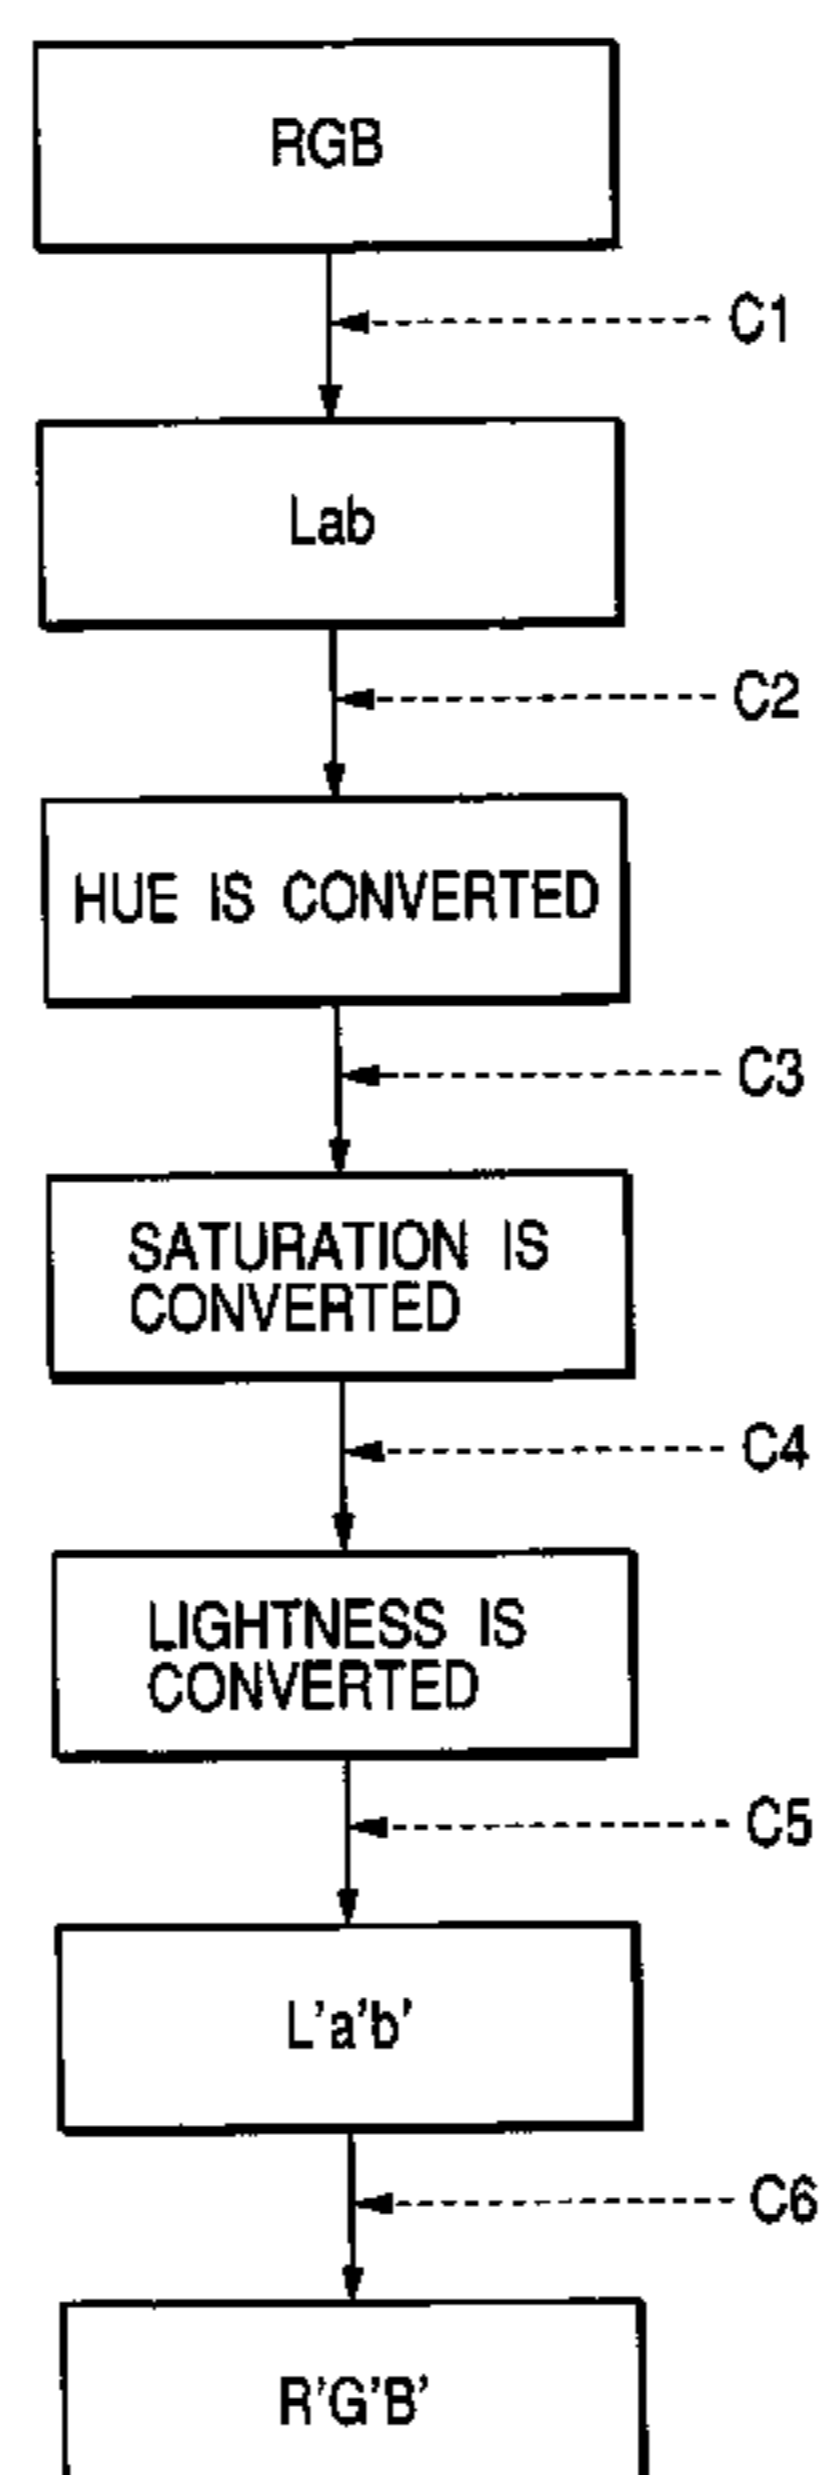 RGB
C1
Lab
C2
HUE IS CONVERTED
C3
SATURATION IS
CONVERTED
C4
LIGHTNESS IS
CONVERTED
C5
L'a'b'
C6
R'G'B'